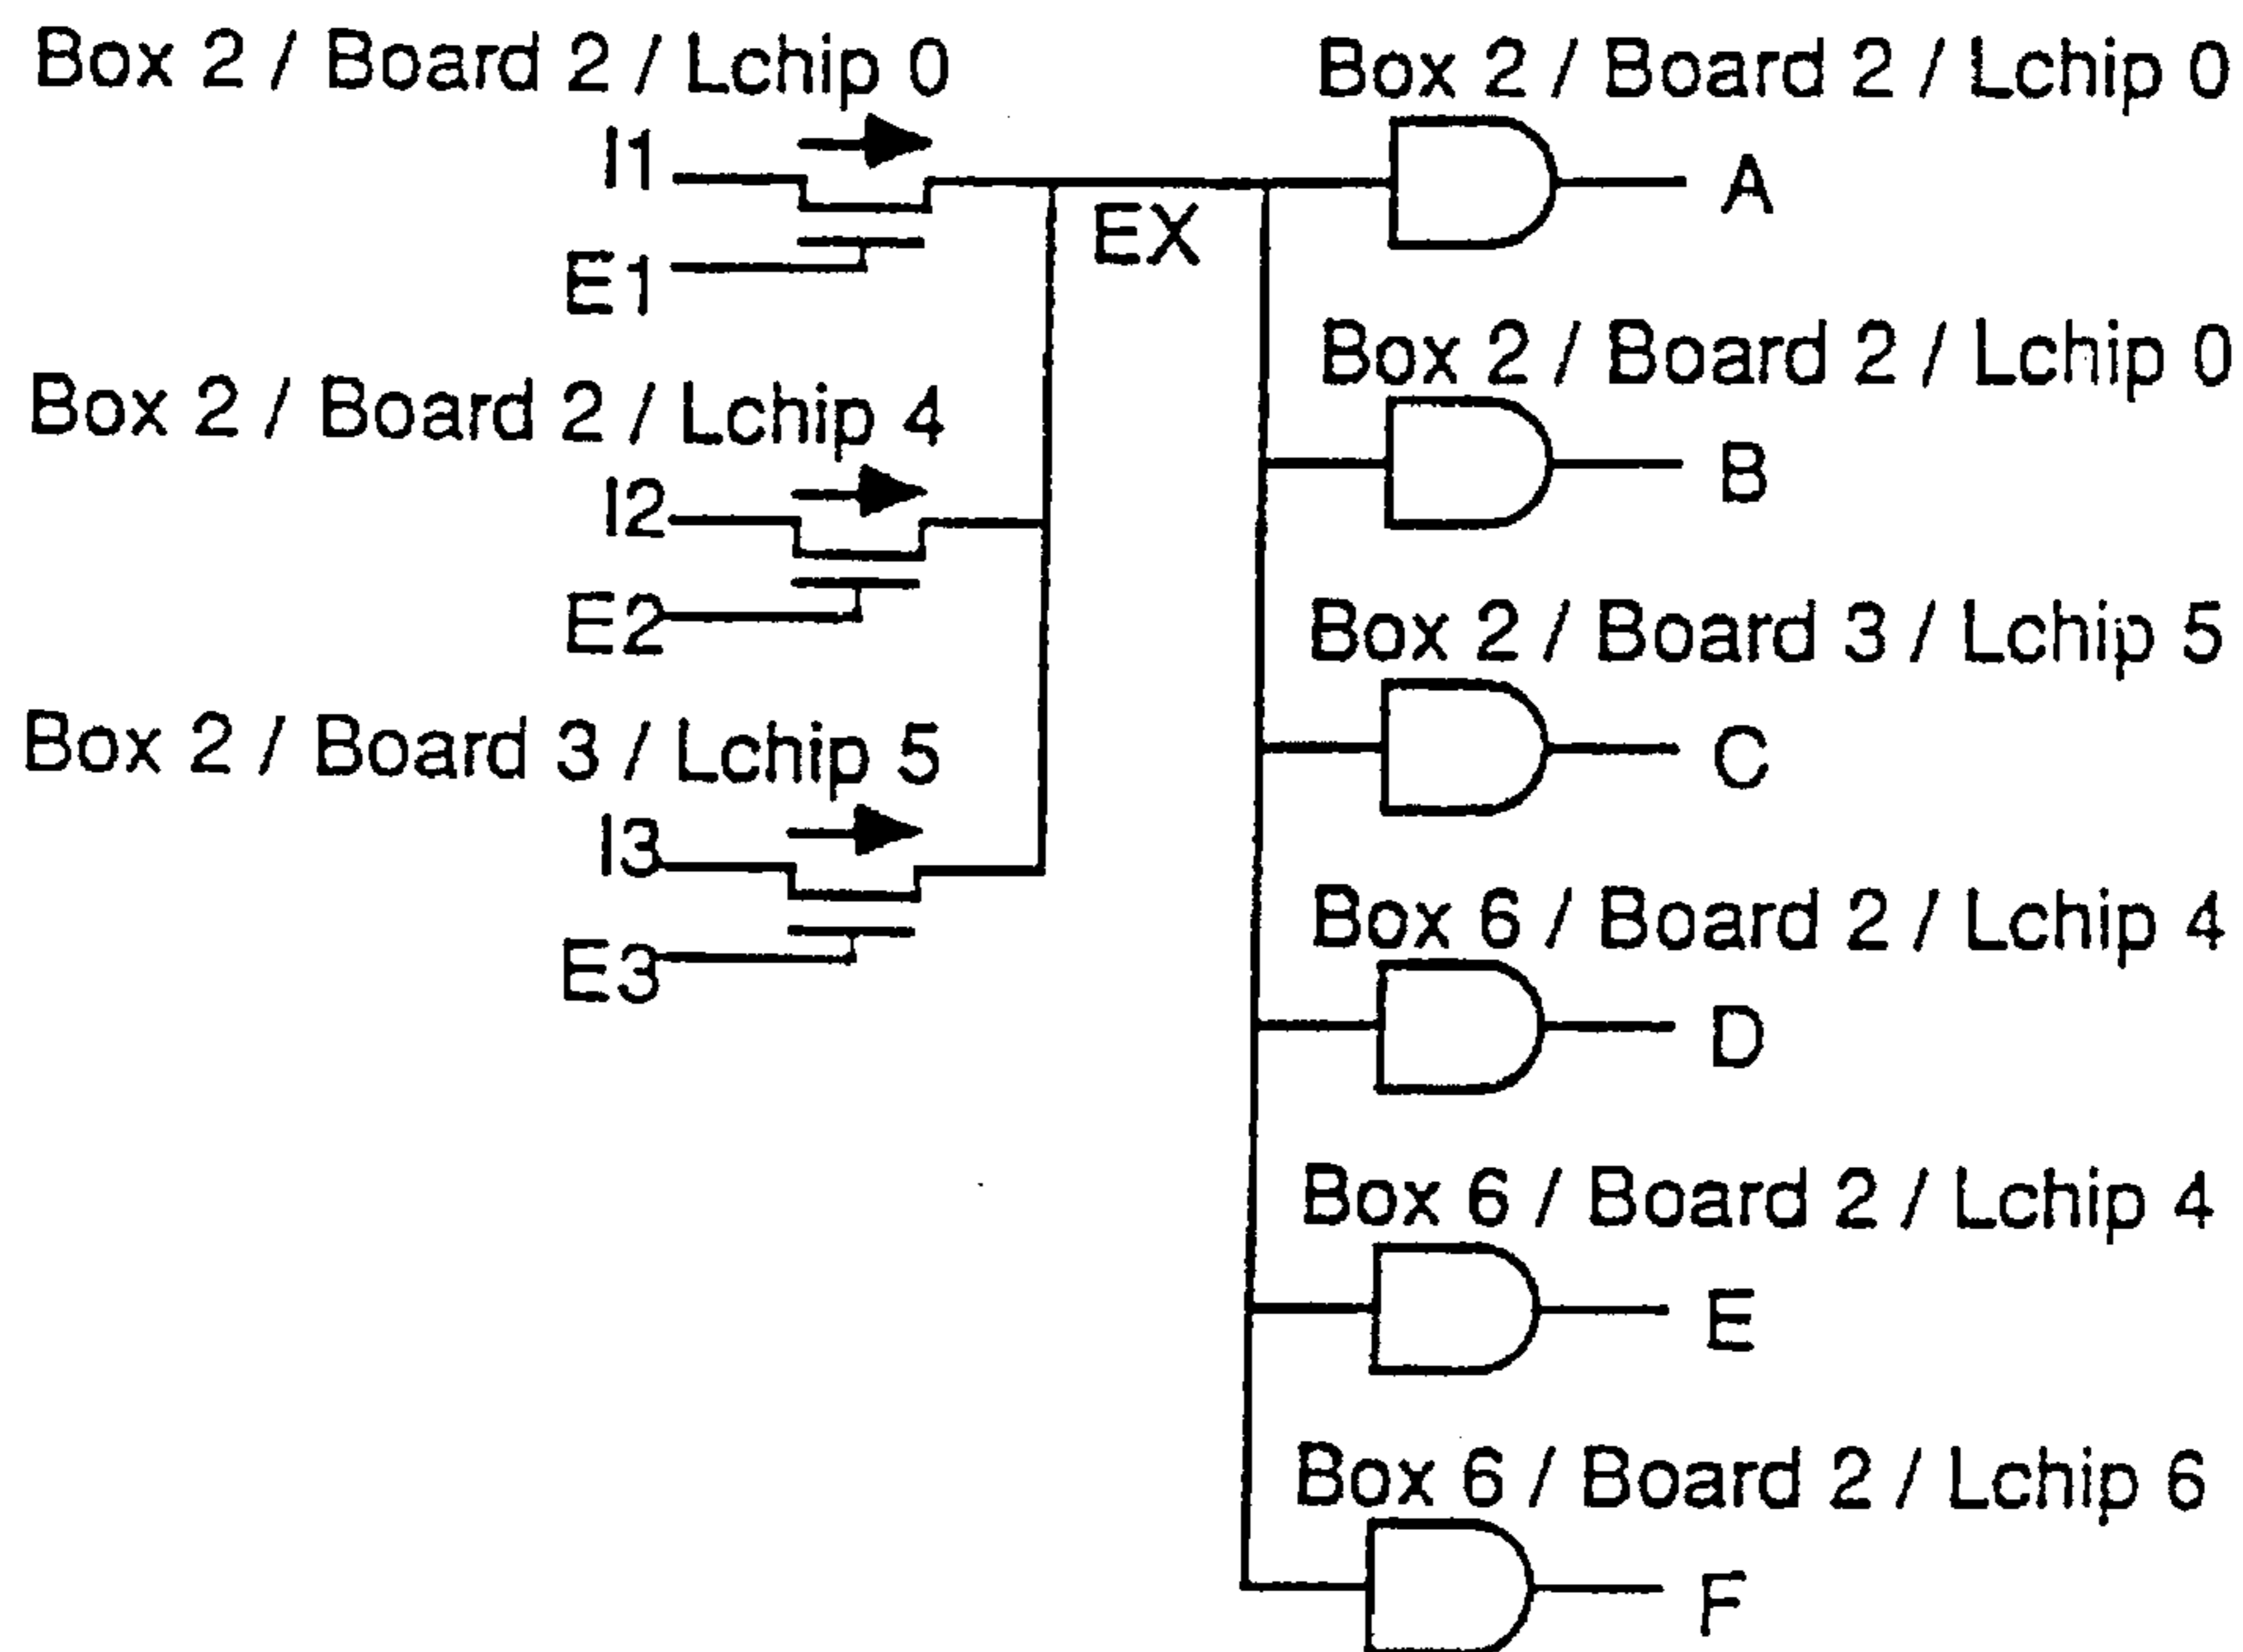 Box 2 / Board 2 / Lchip 0
I1
E1
Box 2 / Board 2 / Lchip 4
I2
E2
Box 2 / Board 3 / Lchip 5
I3
E3
EX
Box 2 / Board 2 / Lchip 0
A
Box 2 / Board 2 / Lchip 0
B
Box 2 / Board 3 / Lchip 5
C
Box 6 / Board 2 / Lchip 4
D
Box 6 / Board 2 / Lchip 4
E
Box 6 / Board 2 / Lchip 6
F